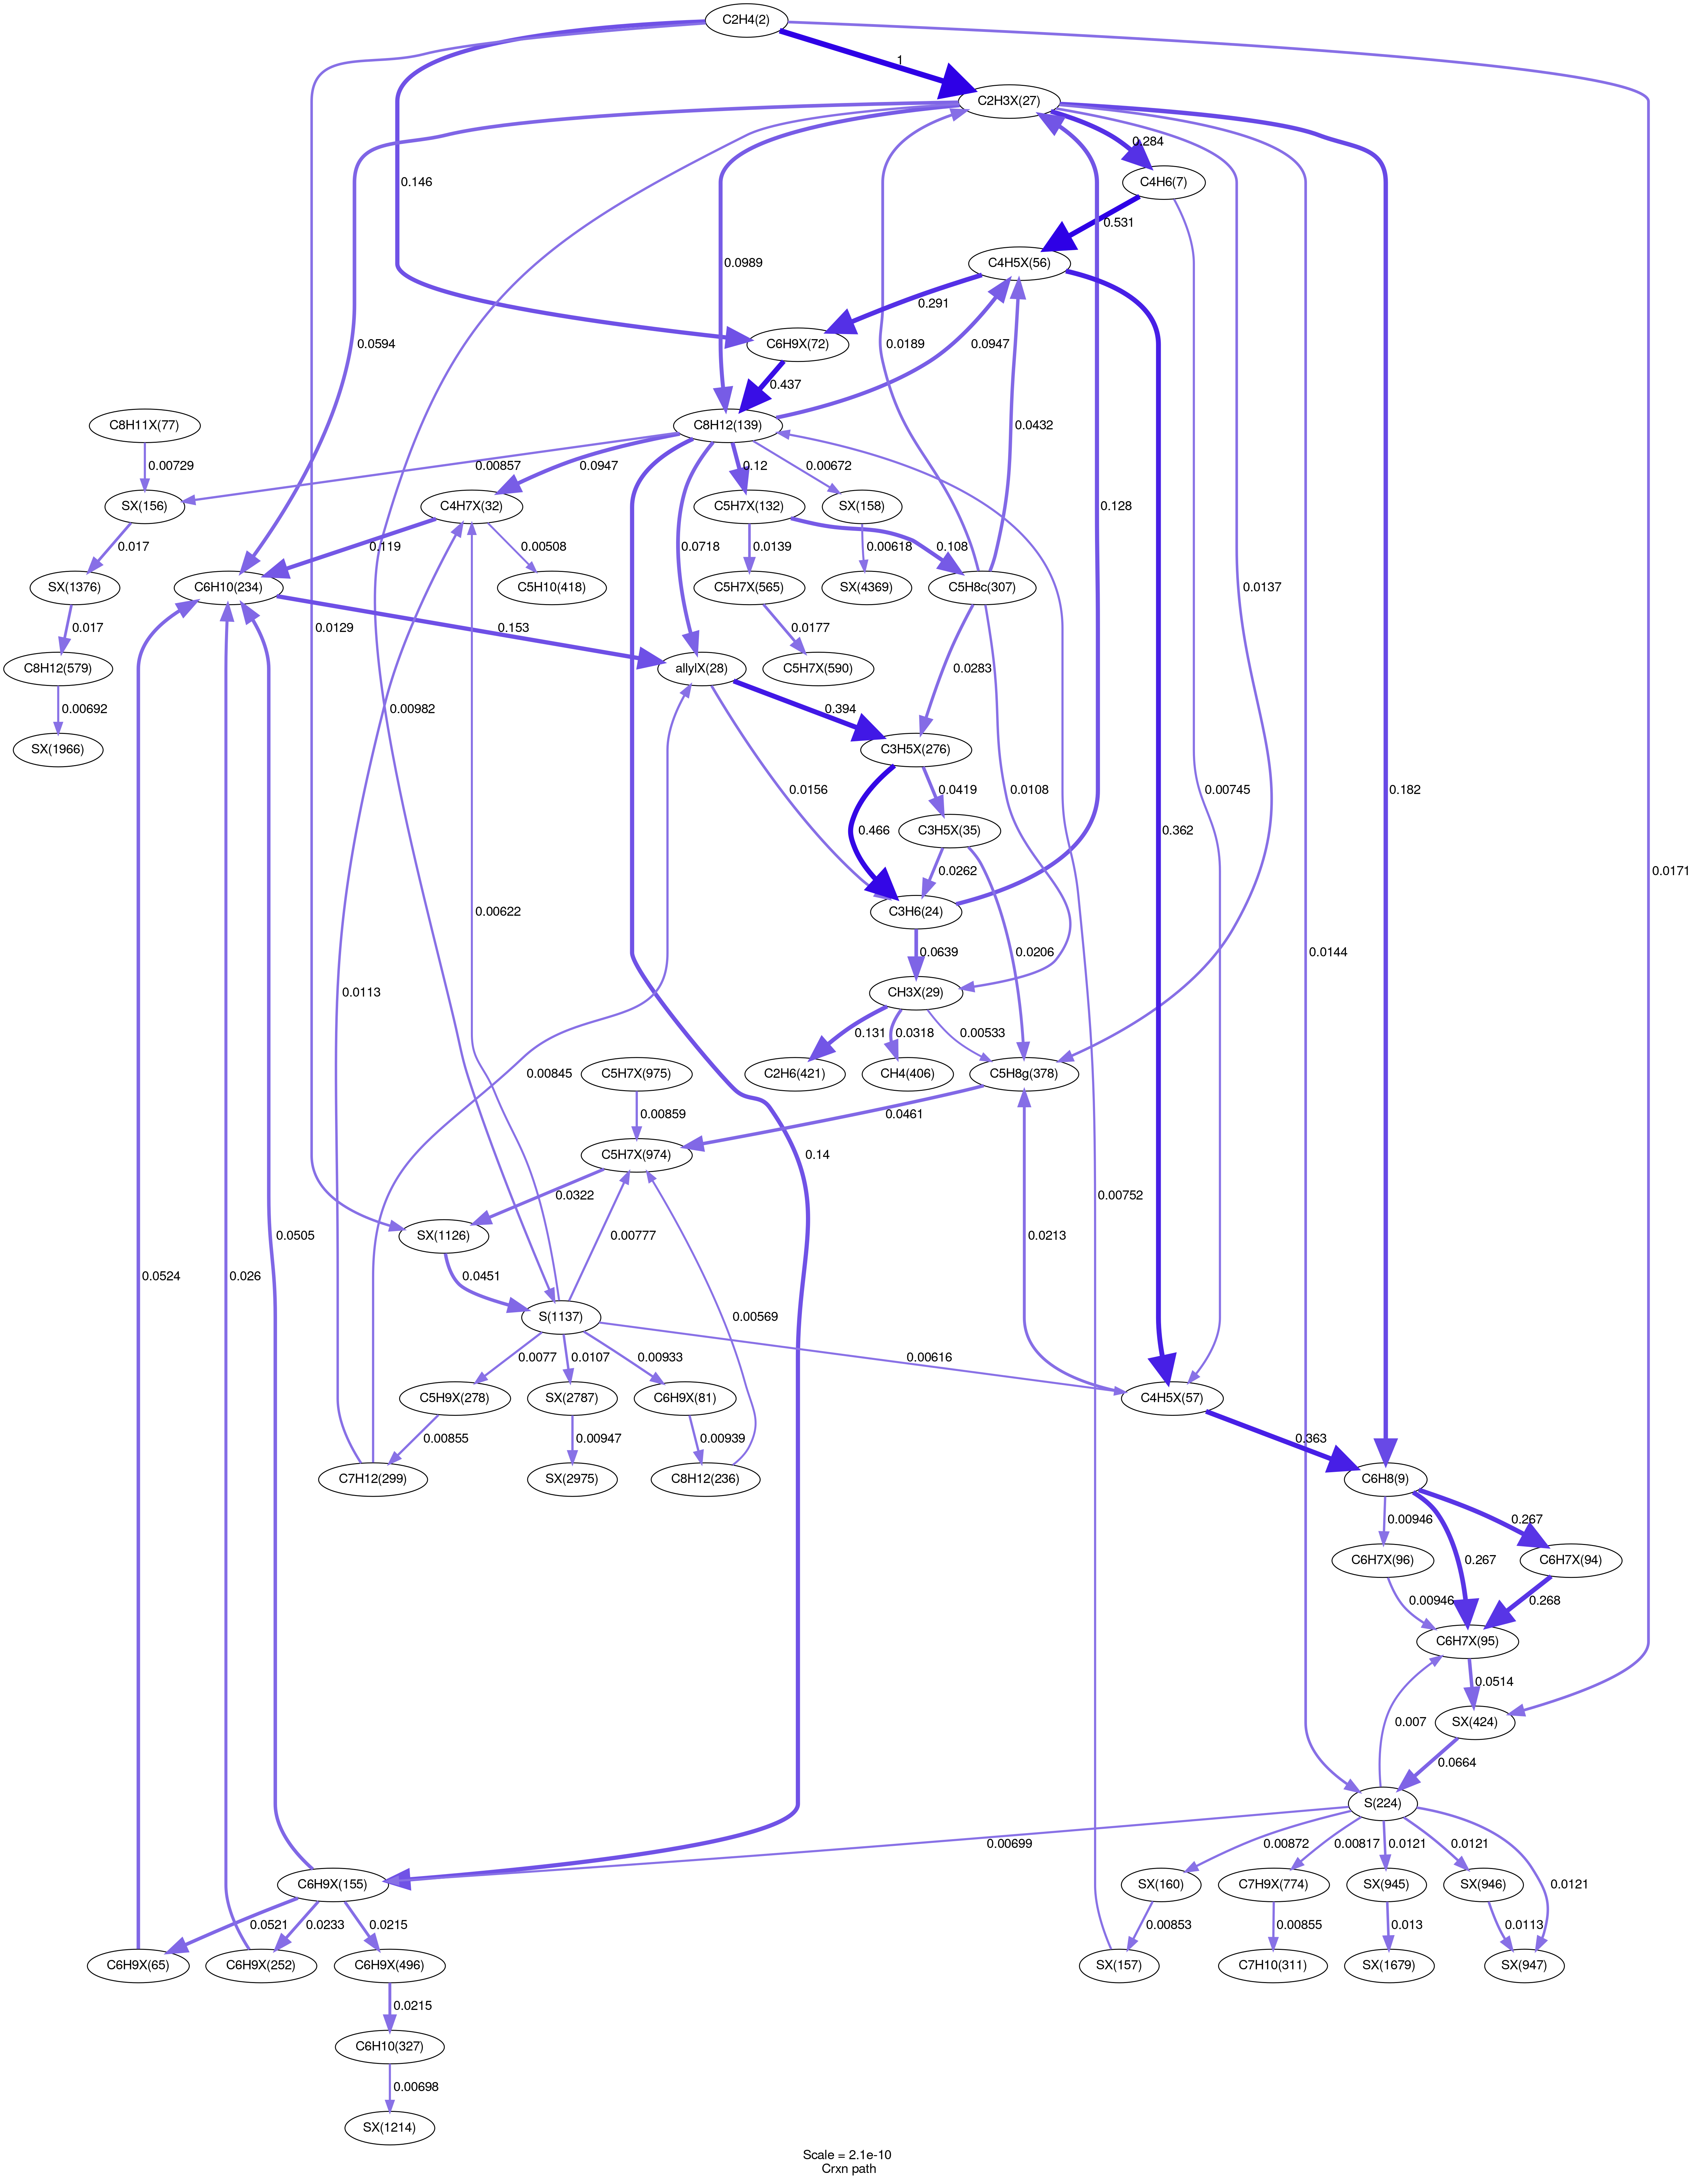 C2H4(2)
1
C2H3X(27)
0.284
C4H6(7)
0.146
0.531
C4H5X(56)
0.0989
0.291
C6H9X(72)
0.0594
0.0189
0.0947
0.437
C8H11X(77)
C8H12(139)
0.0432
0.00729
0.00857
0.0947
0.12
0.00672
0.128
SX(156)
C4H7X(32)
C5H7X(132)
SX(158)
0.017
0.119
0.00508
0.0718
0.0139
0.108
0.00618
0.0137
SX(1376)
C6H10(234)
C5H10(418)
C5H7X(565)
SX(4369)
C5H8c(307)
0.017
0.0129
0.153
0.0177
C8H12(579)
allylX(28)
C5H7X(590)
0.0283
0.00692
0.00982
0.394
SX(1966)
C3H5X(276)
0.0156
0.0419
0.0108
0.00745
0.182
0.466
C3H5X(35)
0.362
0.0262
0.0171
0.00622
C3H6(24)
0.0639
0.0206
0.0144
0.0113
CH3X(29)
0.131
0.0318
0.00533
0.00845
C5H7X(975)
C2H6(421)
CH4(406)
C5H8g(378)
0.00859
0.0461
C5H7X(974)
0.14
0.0322
0.00752
SX(1126)
0.0213
0.0524
0.026
0.0505
0.0451
0.00777
0.00569
S(1137)
0.0077
0.0107
0.00933
0.00616
C5H9X(278)
SX(2787)
C6H9X(81)
C4H5X(57)
0.00855
0.00947
0.00939
0.363
C7H12(299)
SX(2975)
C8H12(236)
C6H8(9)
0.00946
0.267
0.267
C6H7X(96)
C6H7X(94)
0.00946
0.268
C6H7X(95)
0.0514
0.007
SX(424)
0.0664
S(224)
0.00699
0.00872
0.00817
0.0121
0.0121
0.0121
C6H9X(155)
SX(160)
C7H9X(774)
SX(945)
SX(946)
0.0521
0.0233
0.0215
0.00853
0.00855
0.013
0.0113
C6H9X(65)
C6H9X(252)
C6H9X(496)
SX(157)
C7H10(311)
SX(1679)
SX(947)
0.0215
C6H10(327)
0.00698
SX(1214)
Scale = 2.1e-10
Crxn path